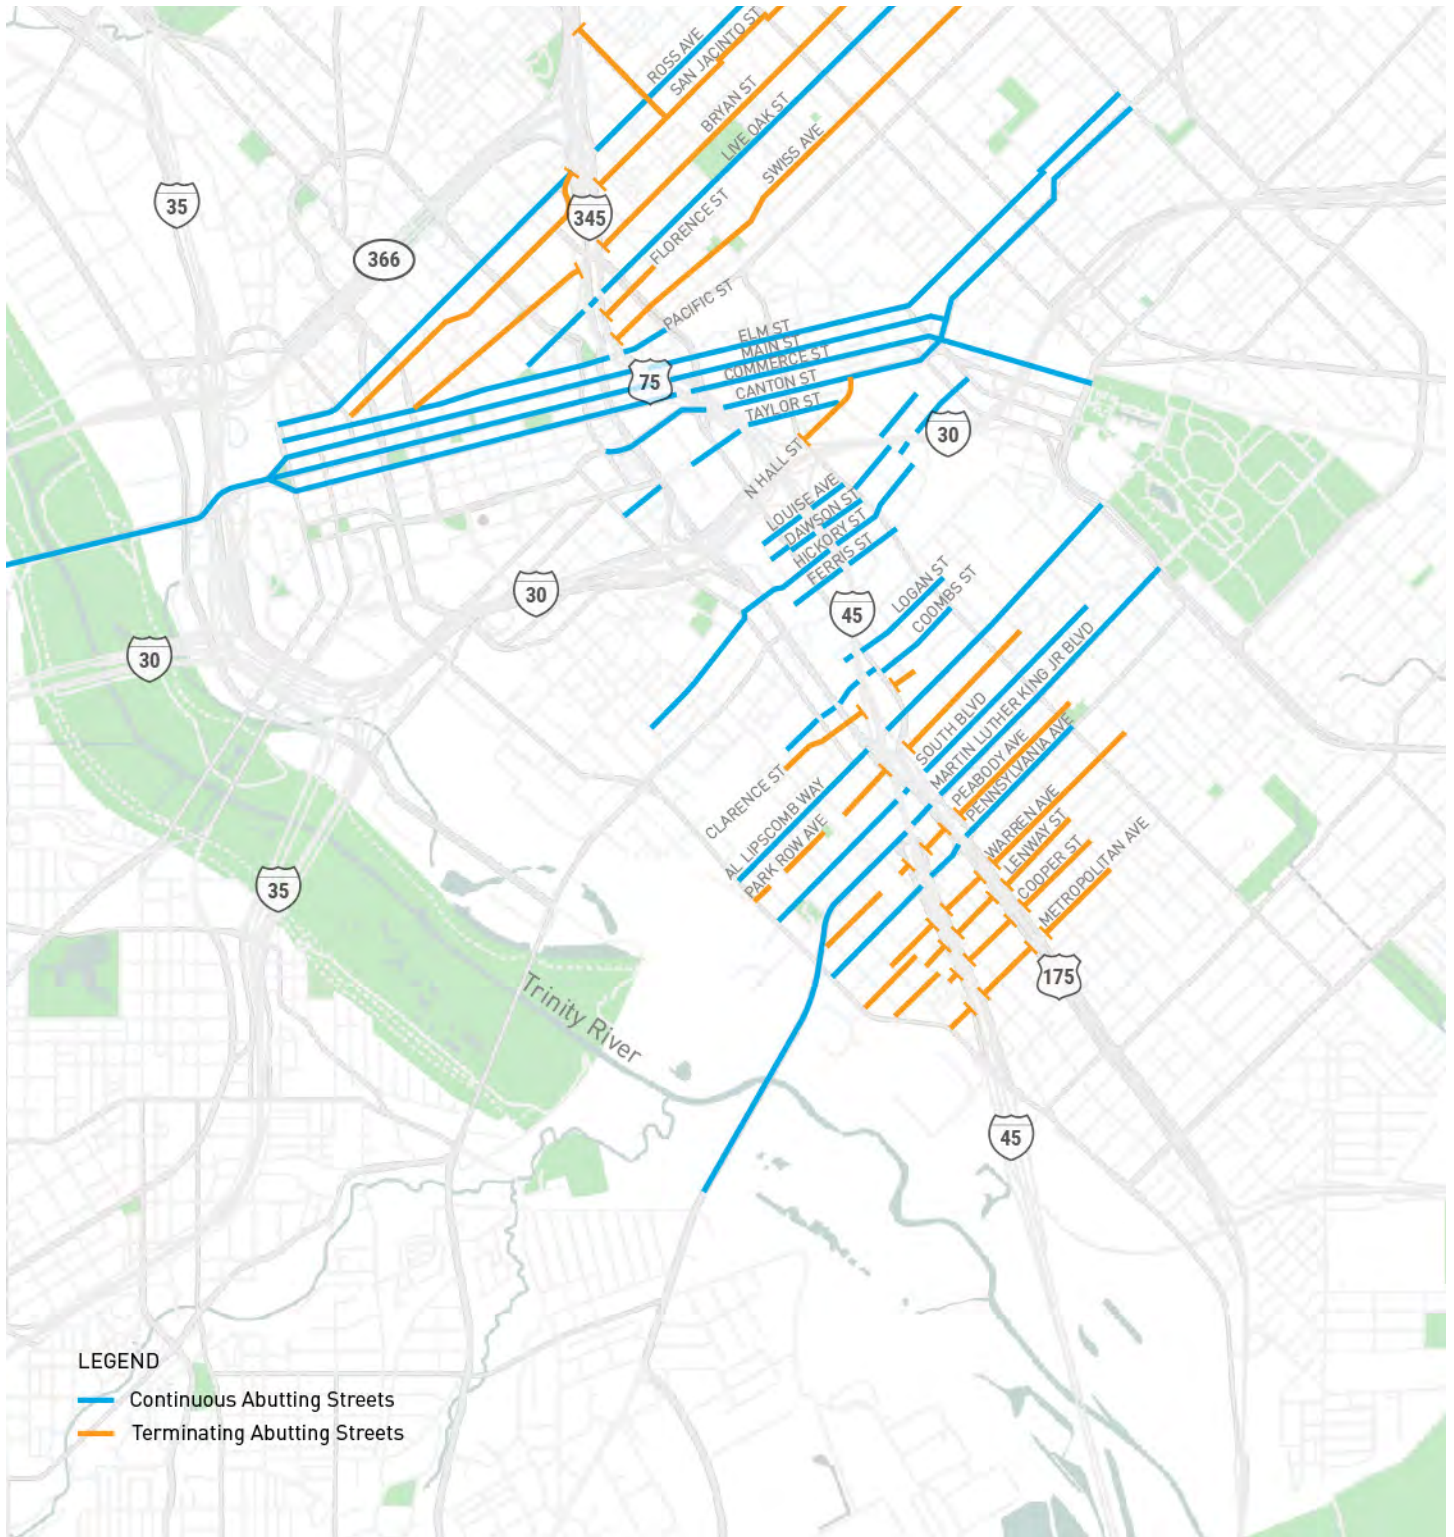 ROSS AVE
SAN JACINTO ST
BRYAN ST
LIVE OAK ST
SWISS AVE
35
345
FLORENCE ST
366
PACIFIC ST
ELM ST
MAIN ST
COMMERCE ST
75
CANTON ST
TAYLOR ST
30
N HALL ST
LOUISE AVE
DAWSON ST
HICKORY ST
FERRIS ST
30
45
LOGAN ST
COOMBS ST
30
SOUTH BLVD
MARTIN LUTHER KING JR BLVD
PEABODY AVE
PENNSYLVANIA AVE
CLARENCE ST
AL LIPSCOMB WAY
PARK ROW AVE
WARREN AVE
LENWAY ST
COOPER ST
METROPOLITAN AVE
35
175
Trinity River
45
LEGEND
Continuous Abutting Streets
Terminating Abutting Streets